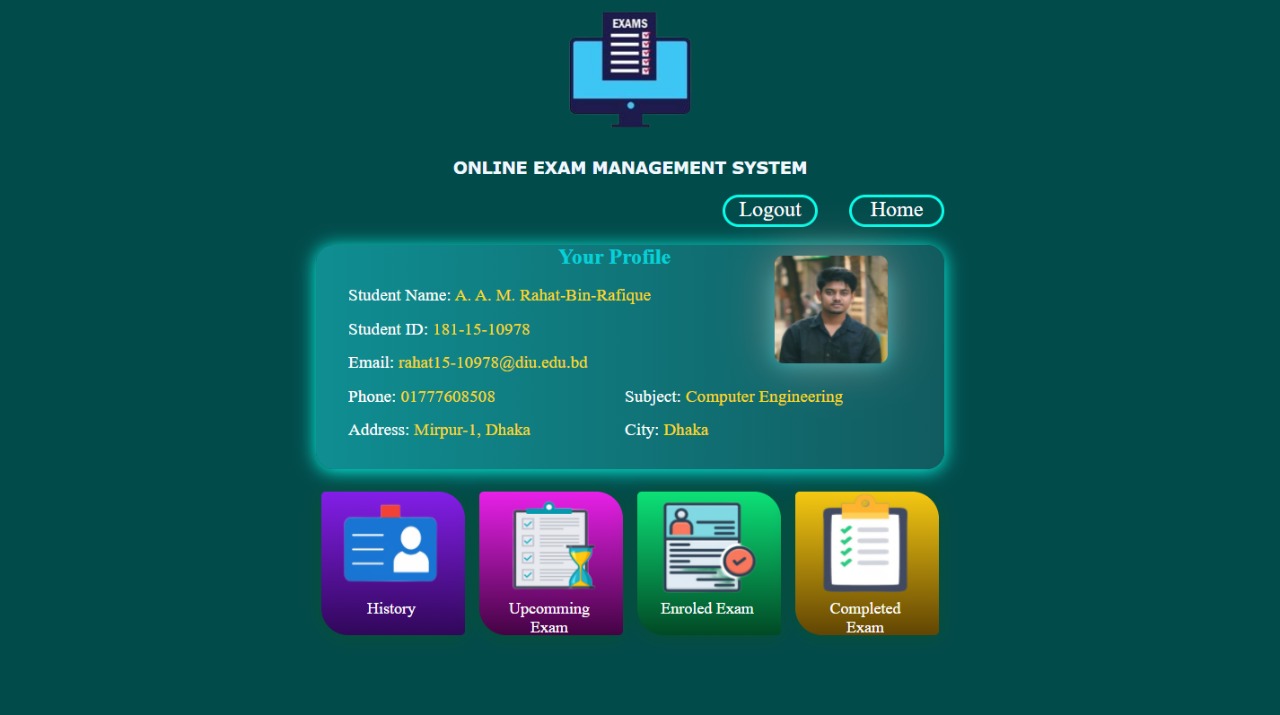 EXAMS
ONLINE EXAM MANAGEMENT SYSTEM
Logout Home
Your Profile
Student Name: A. A. M. Rahat-Bin-Rafique
Student ID: 181-15-10978
Email: rahat15-10978@diu.edu.bd
Phone: 01777608508 Subject: Computer Engineering
Address: Mirpur-1, Dhaka City: Dhaka
History
Upcomming
Exam
Enroled Exam
Completed
Exam